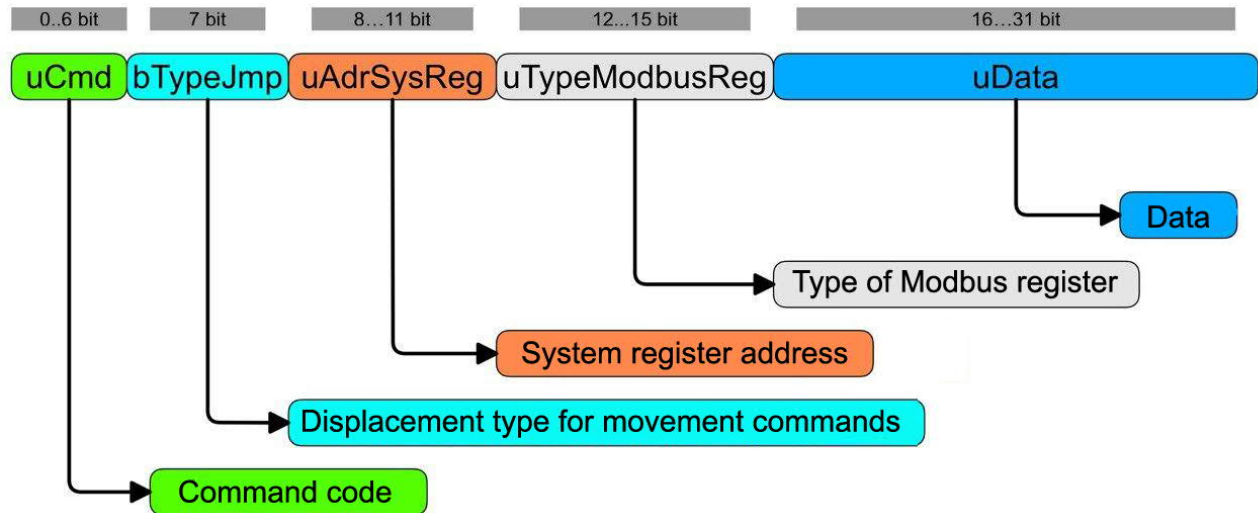 0..6 bit
7 bit
8...11 bit
12...15 bit
16...31 bit
uCmd
bTypeJmp
uAdrSysReg
uTypeModbusReg
uData
Data
Type of Modbus register
System register address
Displacement type for movement commands
Command code